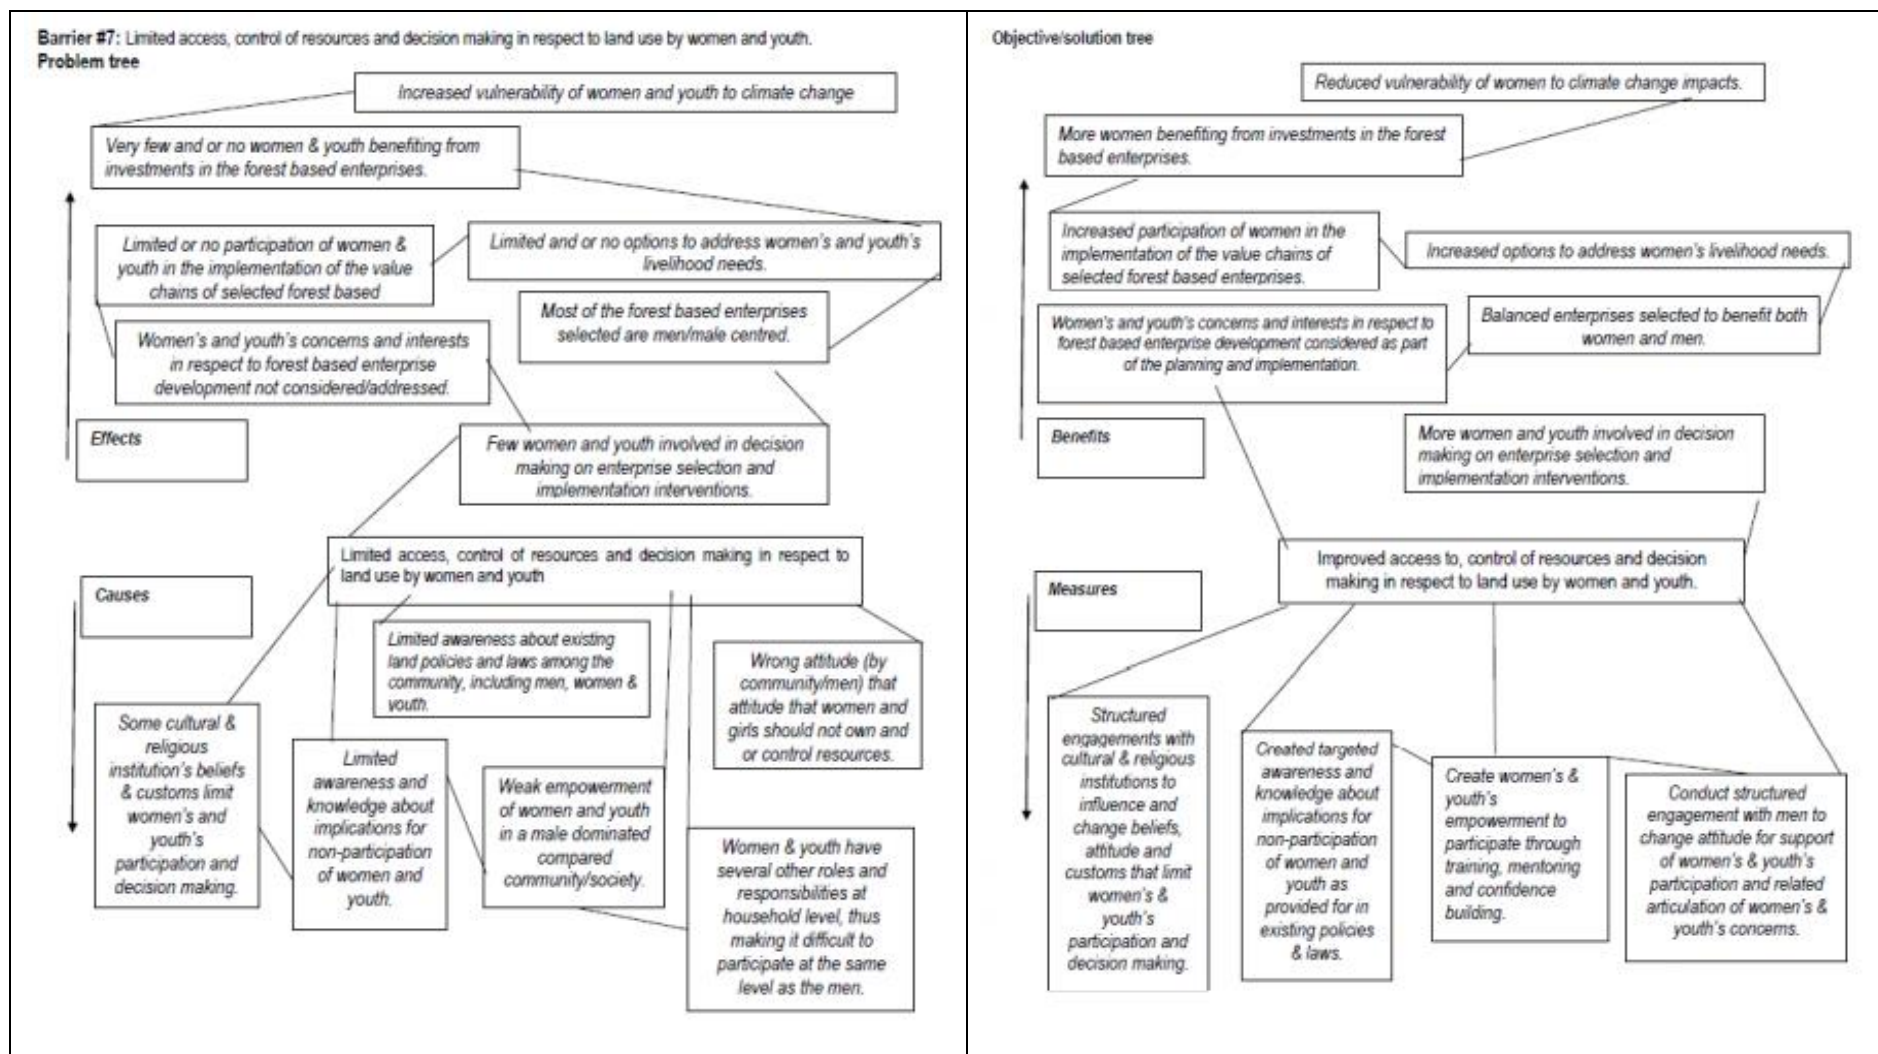 Barrier #7: Limited access, control of resources and decision making in respect to land use by women and youth.
Problem tree
Increased vulnerability of women and youth to climate change
Very few and or no women & youth benefiting from
investments in the forest based enterprises.
Limited or no participation of women &
youth in the implementation of the value
chains of selected forest based
Limited and or no options to address women's and youth's
livelihood needs.
Most of the forest based enterprises
selected are men/male centred.
Women's and youth's concerns and interests
in respect to forest based enterprise
development not considered/addressed.
Effects
Few women and youth involved in decision
making on enterprise selection and
implementation interventions.
Limited access, control of resources and decision making in respect to
land use by women and youth
Causes
Limited awareness about existing
land policies and laws among the
community, including men, women &
youth.
Wrong attitude (by
community/men) that
attitude that women and
girls should not own and
or control resources.
Some cultural &
religious
institution's beliefs
& customs limit
women's and
youth's
participation and
decision making.
Limited
awareness and
knowledge about
implications for
non-participation
of women and
youth.
Weak empowerment
of women and youth
in a male dominated
compared
community/society.
Women & youth have
several other roles and
responsibilities at
household level, thus
making it difficult to
participate at the same
level as the men.
Objective/solution tree
Reduced vulnerability of women to climate change impacts.
More women benefiting from investments in the forest
based enterprises.
Increased participation of women in the
implementation of the value chains of
selected forest based enterprises.
Increased options to address women's livelihood needs.
Women's and youth's concerns and interests in respect to
forest based enterprise development considered as part
of the planning and implementation.
Balanced enterprises selected to benefit both
women and men.
Benefits
More women and youth involved in decision
making on enterprise selection and
implementation interventions.
Improved access to, control of resources and decision
making in respect to land use by women and youth.
Measures
Structured
engagements with
cultural & religious
institutions to
influence and
change beliefs,
attitude and
customs that limit
women's &
youth's
participation and
decision making.
Created targeted
awareness and
knowledge about
implications for
non-participation
of women and
youth as
provided for in
existing policies
& laws.
Create women's &
youth's
empowerment to
participate through
training, mentoring
and confidence
building.
Conduct structured
engagement with men to
change attitude for support
of women's & youth's
participation and related
articulation of women's &
youth's concerns.